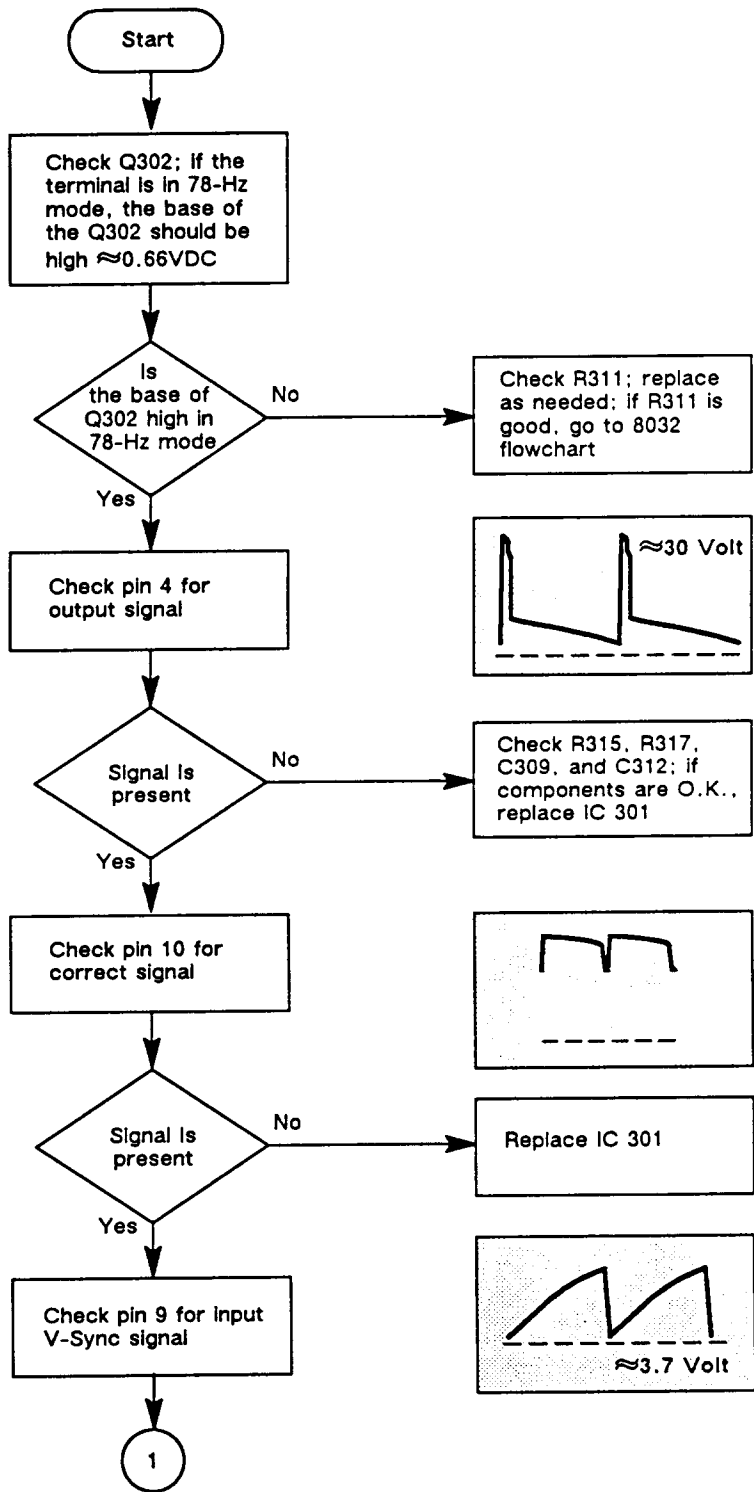 Start
Check Q302; if the
terminal is in 78-Hz
mode, the base of
the Q302 should be
high ≈0.66VDC
Is
the base of
Q302 high in
78-Hz mode
No
Yes
Check R311; replace
as needed; if R311 is
good, go to 8032
flowchart
Check pin 4 for
output signal
≈30 Volt
Signal is
present
No
Yes
Check R315, R317,
C309, and C312; if
components are O.K.,
replace IC 301
Check pin 10 for
correct signal
Signal is
present
No
Yes
Replace IC 301
Check pin 9 for input
V-Sync signal
≈3.7 Volt
1